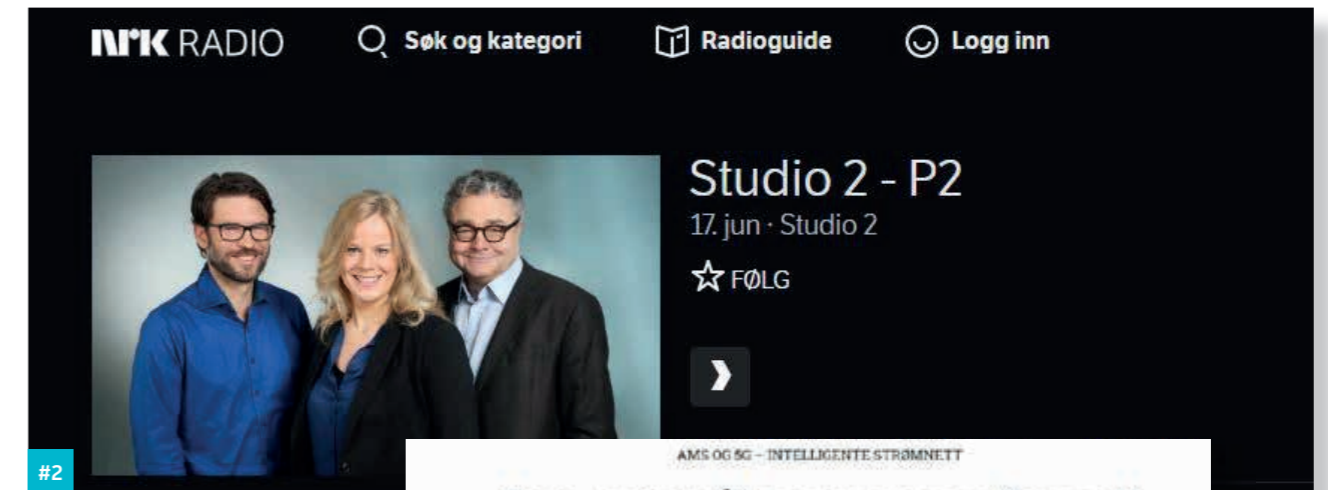 NRK RADIO
Søk og kategori
Radioguide
Logg inn
Studio 2 - P2
17. jun · Studio 2
FØLG
#2
AMS OG 5G – INTELLIGENTE STRØMNETT